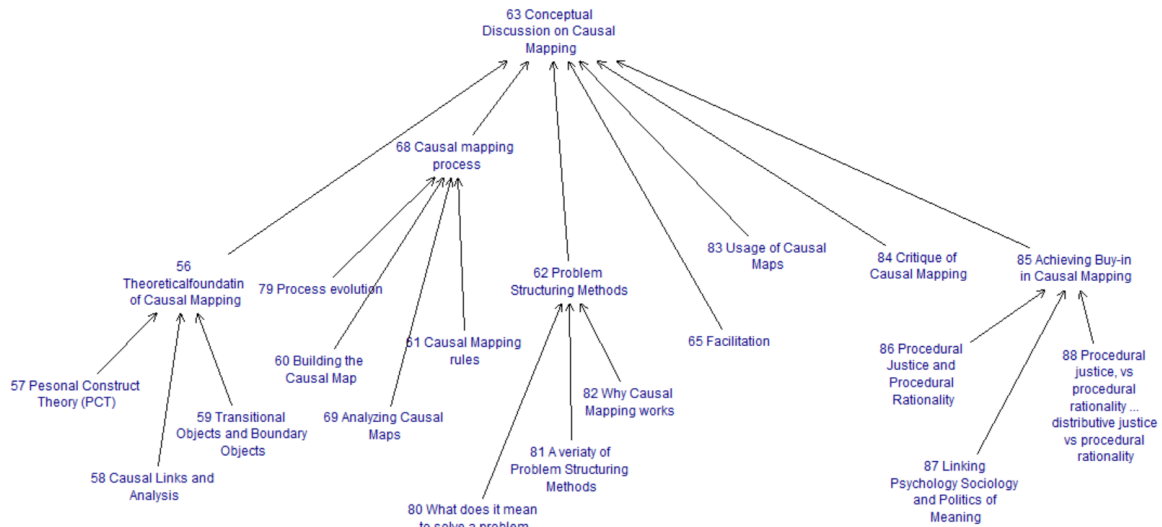 63 Conceptual
Discussion on Causal
Mapping
68 Causal mapping
process
56
Theoreticalfoundatin
of Causal Mapping
79 Process evolution
62 Problem
Structuring Methods
83 Usage of Causal
Maps
84 Critique of
Causal Mapping
85 Achieving Buy-in
in Causal Mapping
57 Pesonal Construct
Theory (PCT)
58 Causal Links and
Analysis
59 Transitional
Objects and Boundary
Objects
60 Building the
Causal Map
69 Analyzing Causal
Maps
61 Causal Mapping
rules
80 What does it mean
to solve a problem
81 A veriaty of
Problem Structuring
Methods
82 Why Causal
Mapping works
65 Facilitation
86 Procedural
Justice and
Procedural
Rationality
87 Linking
Psychology Sociology
and Politics of
Meaning
88 Procedural
justice, vs
procedural
rationality ...
distributive justice
vs procedural
rationality